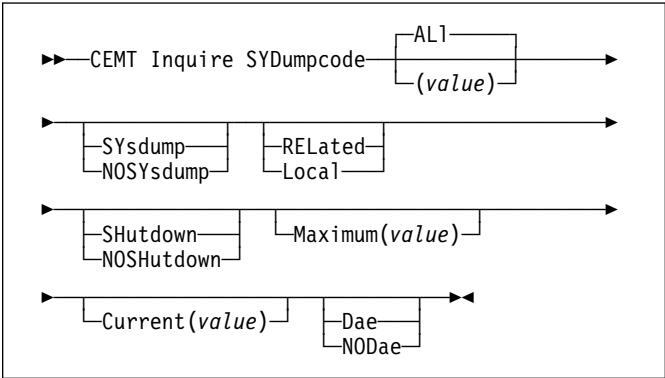 ALl
CEMT Inquire SYDumpcode
(value)
SYsdump RELated
NOSYsdump Local
SHutdown Maximum(value)
NOSHutdown
Current(value) Dae
NODae